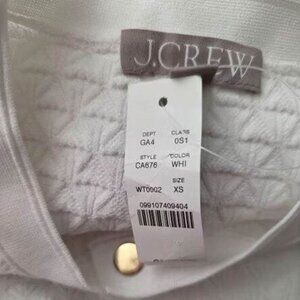 J.CREW
DEPT CLASS
GA4 0S1
STYLE COLOR
CA676 WHI
SIZE
WT0002 XS
099107409404